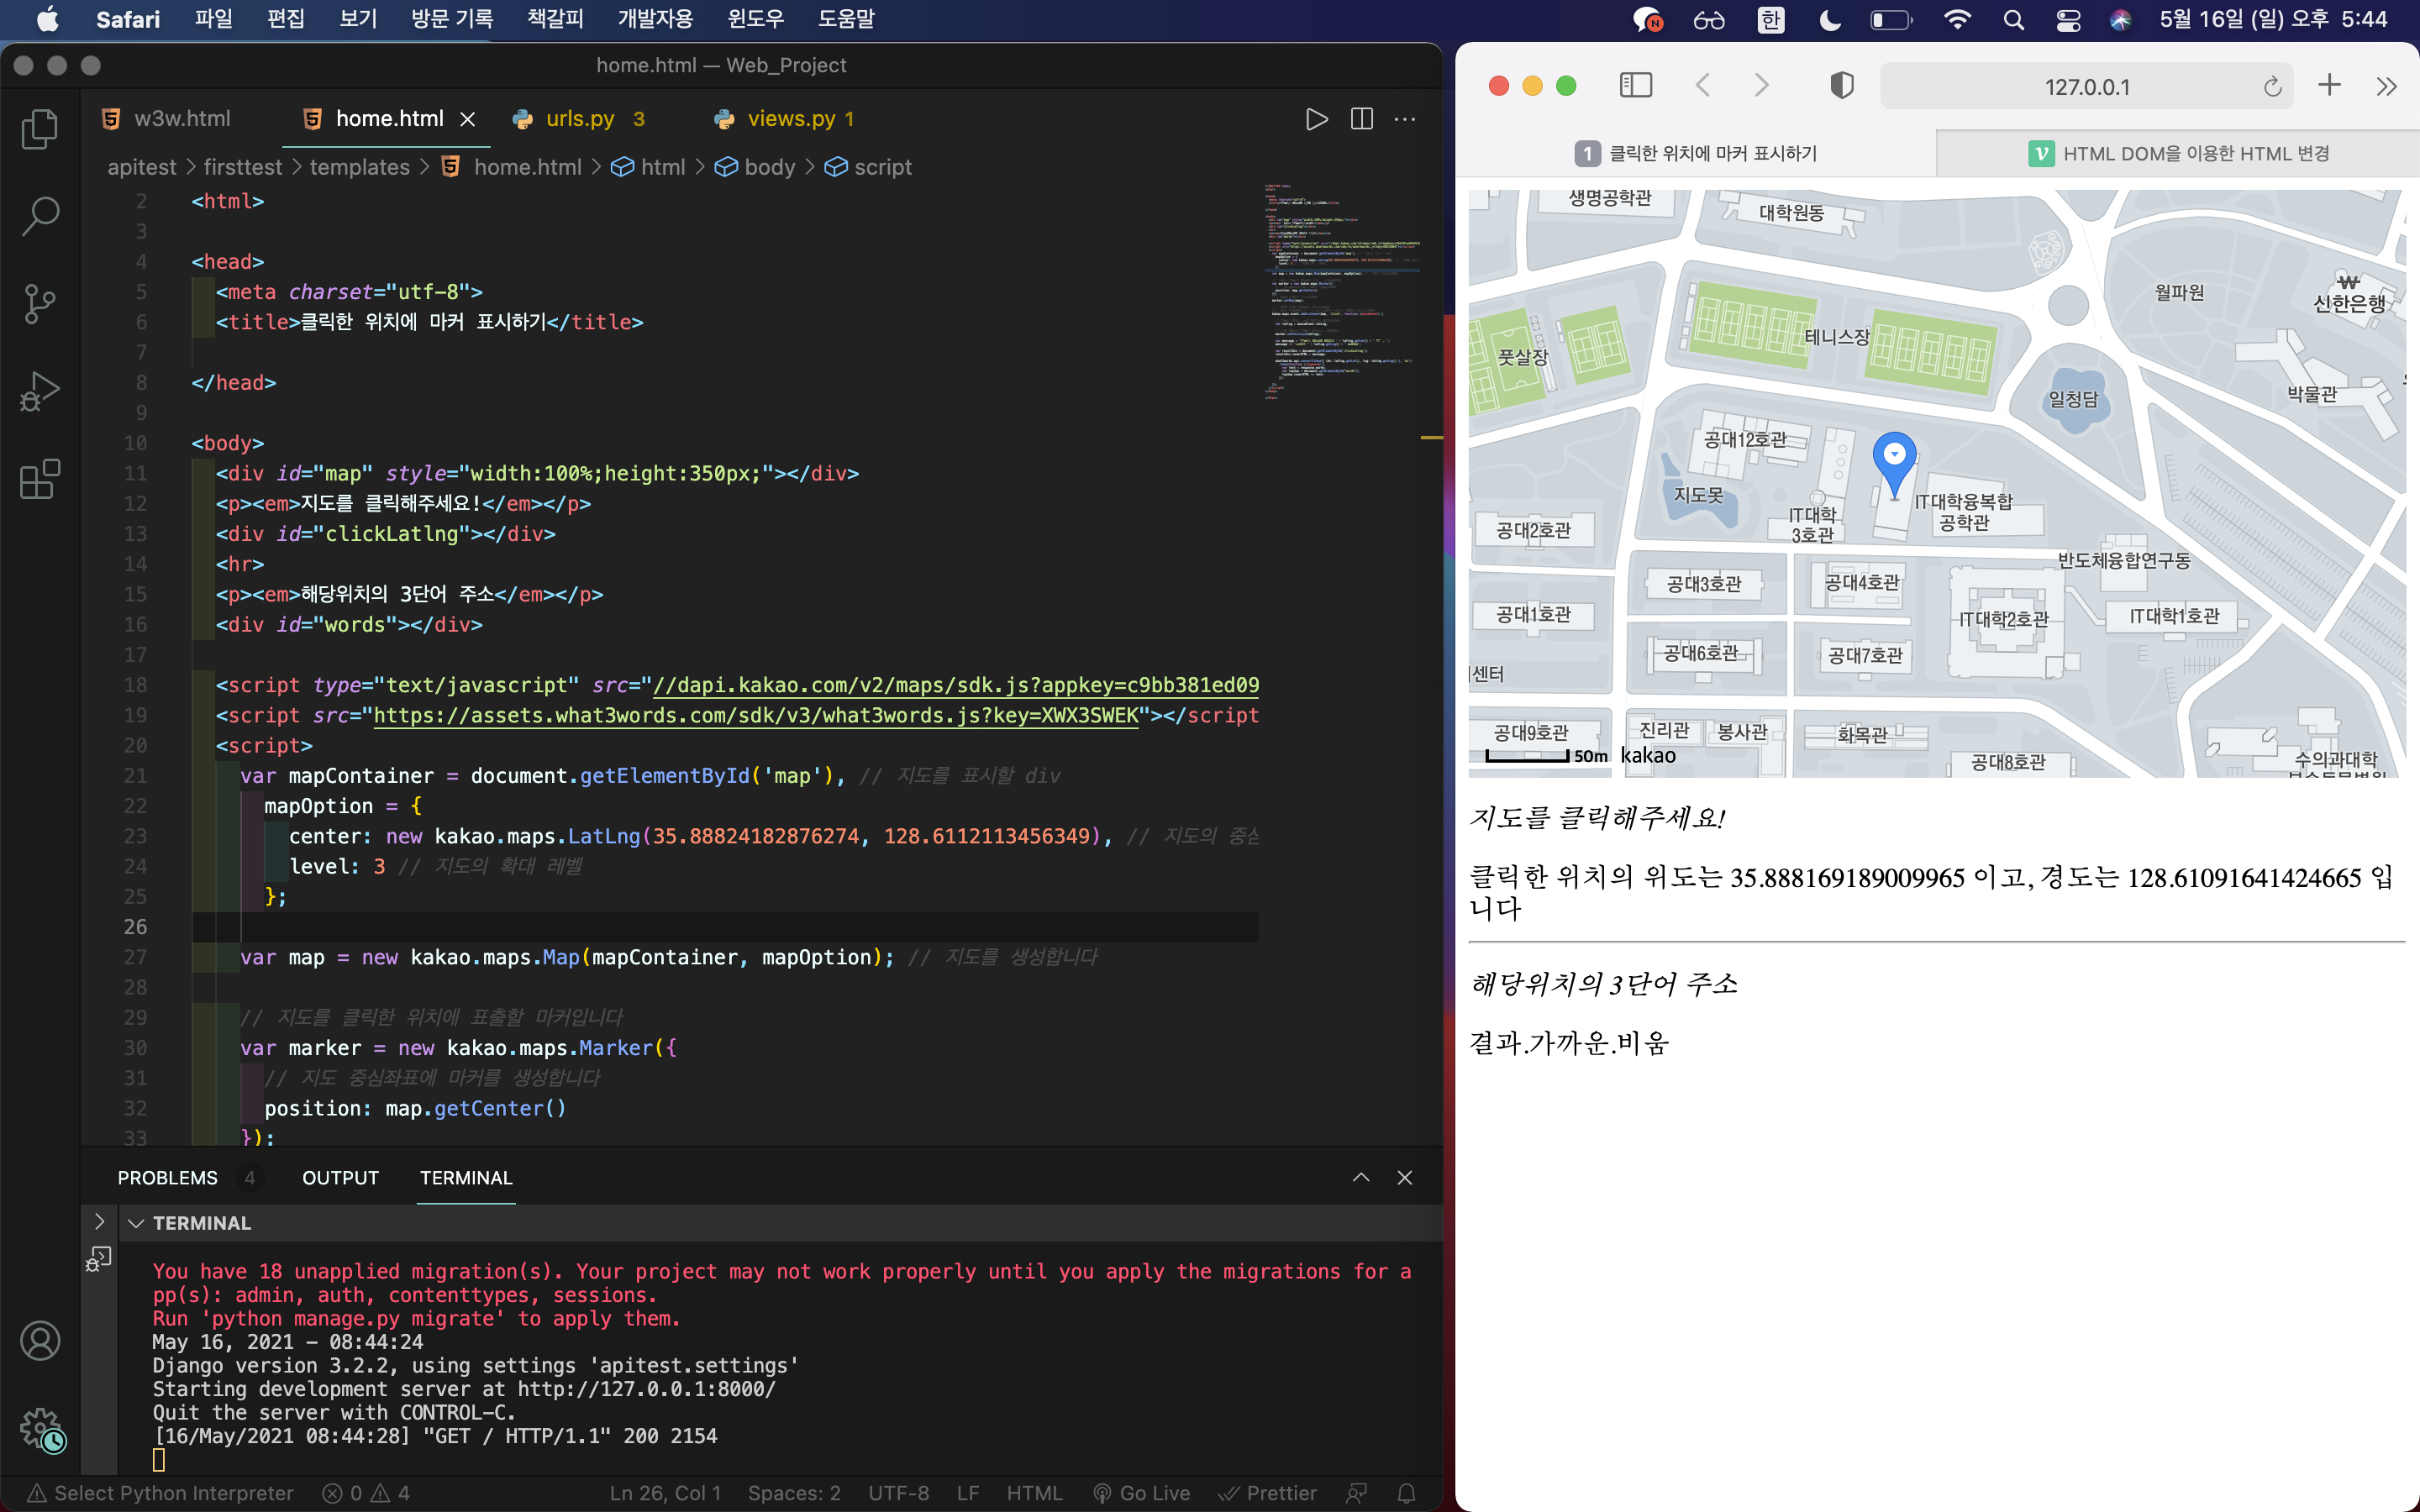 Safari 파일 편집 보기 방문 기록 책갈피 개발자용 윈도우 도움말
한 5월 16일 (일) 오후 5:44
home.html — Web_Project
w3w.html home.html urls.py 3 views.py 1
apitest > firsttest > templates > home.html > html > body > script
2 <html>
3
4 <head>
5 <meta charset="utf-8">
6 <title>클릭한 위치에 마커 표시하기</title>
7
8 </head>
9
10 <body>
11 <div id="map" style="width:100%;height:350px;"></div>
12 <p><em>지도를 클릭해주세요!</em></p>
13 <div id="clickLatlng"></div>
14 <hr>
15 <p><em>해당위치의 3단어 주소</em></p>
16 <div id="words"></div>
17
18 <script type="text/javascript" src="//dapi.kakao.com/v2/maps/sdk.js?appkey=c9bb381ed09
19 <script src="https://assets.what3words.com/sdk/v3/what3words.js?key=XWX3SWEK"></script
20 <script>
21 var mapContainer = document.getElementById('map'), // 지도를 표시할 div
22 mapOption = {
23 center: new kakao.maps.LatLng(35.88824182876274, 128.6112113456349), // 지도의 중심
24 level: 3 // 지도의 확대 레벨
25 };
26
27 var map = new kakao.maps.Map(mapContainer, mapOption); // 지도를 생성합니다
28
29 // 지도를 클릭한 위치에 표출할 마커입니다
30 var marker = new kakao.maps.Marker({
31 // 지도 중심좌표에 마커를 생성합니다
32 position: map.getCenter()
33 });
PROBLEMS 4 OUTPUT TERMINAL
TERMINAL
You have 18 unapplied migration(s). Your project may not work properly until you apply the migrations for a
pp(s): admin, auth, contenttypes, sessions.
Run 'python manage.py migrate' to apply them.
May 16, 2021 - 08:44:24
Django version 3.2.2, using settings 'apitest.settings'
Starting development server at http://127.0.0.1:8000/
Quit the server with CONTROL-C.
[16/May/2021 08:44:28] "GET / HTTP/1.1" 200 2154
Select Python Interpreter 0 4 Ln 26, Col 1 Spaces: 2 UTF-8 LF HTML Go Live Prettier
127.0.0.1
1 클릭한 위치에 마커 표시하기
HTML DOM을 이용한 HTML 변경
생명공학관
대학원동
월파원
신한은행
테니스장
풋살장
박물관
일청담
공대12호관
지도못
IT대학
3호관
IT대학융복합
공학관
공대2호관
반도체융합연구동
공대3호관
공대4호관
공대1호관
IT대학2호관
IT대학1호관
공대6호관
공대7호관
센터
공대9호관
진리관
봉사관
화목관
공대8호관
수의과대학
50m kakao
지도를 클릭해주세요!
클릭한 위치의 위도는 35.888169189009965 이고, 경도는 128.61091641424665 입
니다
해당위치의 3단어 주소
결과.가까운.비움